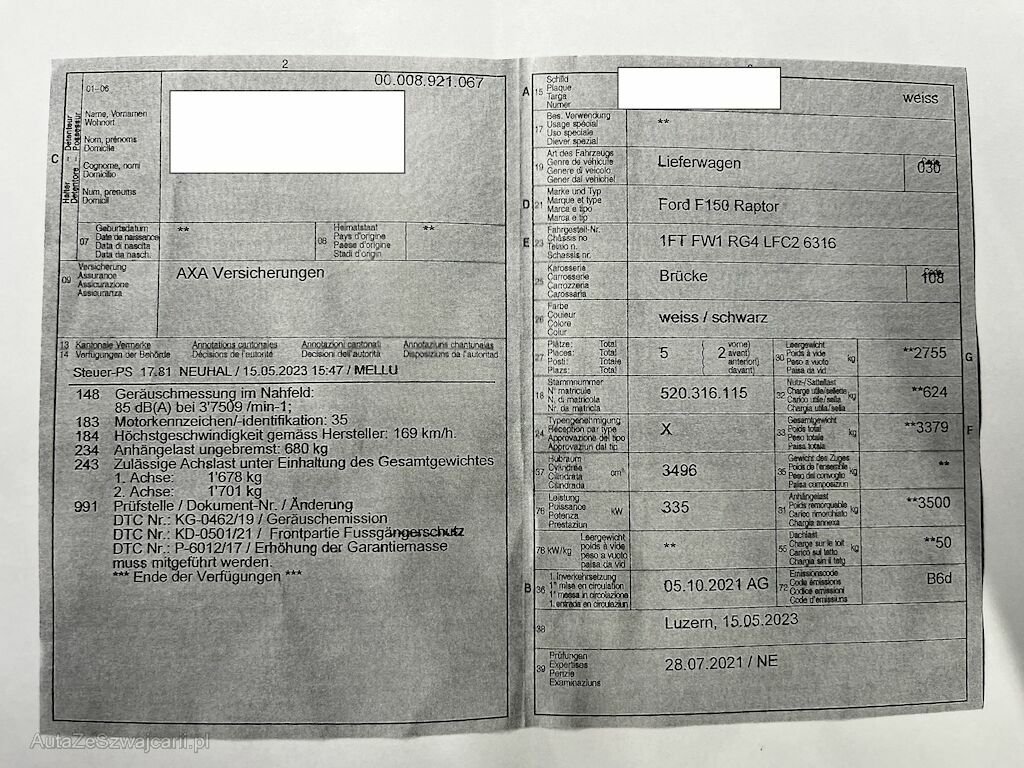 2
00.008.921.067
01-06
Name, Vornamen
Wohnort
Nom, prénoms
Domicile
Cognome, nomi
Domicilio
Num, prenums
Domicil
C
Halter Détenteur
Detentore Possessur
07
Geburtsdatum
Date de naissance
Data di nascita
Data da nasch.
**
08
Heimatstaat
Pays d'origine
Paese d'origine
Stadi d'origin
**
09
Versicherung
Assurance
Assicurazione
Assicuranza
AXA Versicherungen
13 Kantonale Vermerke Annotations cantonales Annotazioni cantonali Annotaziuns chantunalas
14 Verfügungen der Behörde Décisions de l'autorité Decisioni dell'autorità Disposiziuns da l'autoritad
Steuer-PS 17.81 NEUHAL / 15.05.2023 15:47 / MELLU
148 Geräuschmessung im Nahfeld:
85 dB(A) bei 3'7509 /min-1;
183 Motorkennzeichen/-identifikation: 35
184 Höchstgeschwindigkeit gemäss Hersteller: 169 km/h.
234 Anhängelast ungebremst: 680 kg
243 Zulässige Achslast unter Einhaltung des Gesamtgewichtes
1. Achse: 1'678 kg
2. Achse: 1'701 kg
991 Prüfstelle / Dokument-Nr. / Änderung
DTC Nr.: KG-0462/19 / Geräuschemission
DTC Nr.: KD-0501/21 / Frontpartie Fussgängerschutz
DTC Nr.: P-6012/17 / Erhöhung der Garantiemasse
muss mitgeführt werden.
*** Ende der Verfügungen ***
A 15
Schild
Plaque
Targa
Numer
weiss
17
Bes. Verwendung
Usage spécial
Uso speciale
Diever spezial
**
19
Art des Fahrzeugs
Genre de véhicule
Genere di veicolo
Gener dal vehichel
Lieferwagen
030
D 21
Marke und Typ
Marque et type
Marca e tipo
Marca e tip
Ford F150 Raptor
E 23
Fahrgestell-Nr.
Châssis no
Telaio n.
Schassis nr.
1FT FW1 RG4 LFC2 6316
25
Karosserie
Carrosserie
Carrozzeria
Carossaria
Brücke
Code
108
26
Farbe
Couleur
Colore
Colur
weiss / schwarz
27
Plätze: Total
Places: Total
Posti: Totale
Plazs: Total
5
( vorne)
2 avant)
anteriori)
davant)
30
Leergewicht
Poids à vide
Peso a vuoto
Paisa da vid
kg
**2755
G
18
Stammnummer
N° matricule
N. di matricola
Nr. da matricla
520.316.115
32
Nutz-/Sattellast
Charge utile/sellette
Carico utile/sella
Chargia utila/sella
kg
**624
24
Typengenehmigung
Réception par type
Approvazione del tipo
Approvaziun dal tip
X
33
Gesamtgewicht
Poids total
Peso totale
Paisa totala
kg
**3379
F
37
Hubraum
Cylindrée
Cilindrata
Cilindrada
cm³
3496
35
Gewicht des Zuges
Poids de l'ensemble
Peso del convoglio
Paisa cumposiziun
kg
**
76
Leistung
Puissance
Potenza
Prestaziun
kW
335
31
Anhängelast
Poids remorquable
Carico rimorchiato
Chargia annexa
kg
**3500
78 kW/kg
Leergewicht
poids à vide
peso a vuoto
paisa da vid
**
55
Dachlast
Charge sur le toit
Carico sul tetto
Chargia sin il tetg
kg
**50
B 36
1. Inverkehrsetzung
1re mise en circulation
1a messa in circolazione
1. entrada en circulaziun
05.10.2021 AG
72
Emissionscode
Code émissions
Codice emissioni
Code d'emissiuns
B6d
38
Luzern, 15.05.2023
39
Prüfungen
Expertises
Perizie
Examinaziuns
28.07.2021 / NE
AutaZeSzwajcarii.pl